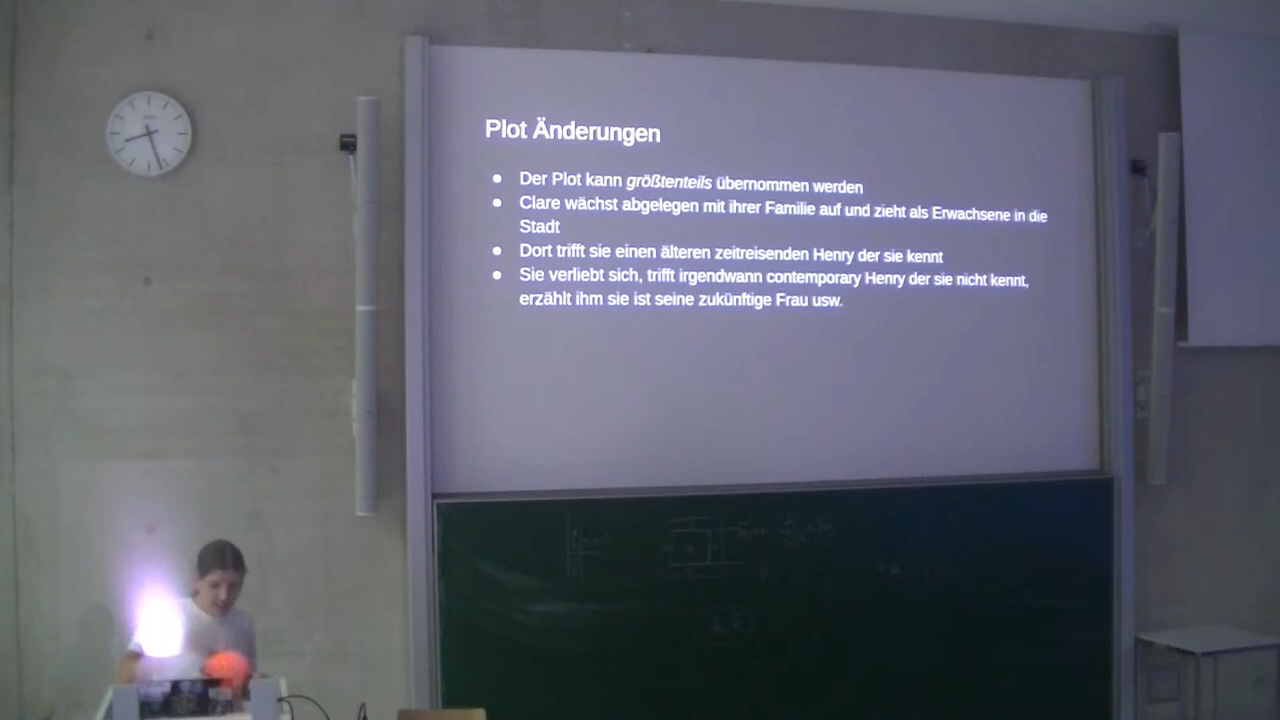 Plot Änderungen
● Der Plot kann größtenteils übernommen werden
● Clare wächst abgelegen mit ihrer Familie auf und zieht als Erwachsene in die
Stadt
● Dort trifft sie einen älteren zeitreisenden Henry der sie kennt
● Sie verliebt sich, trifft irgendwann contemporary Henry der sie nicht kennt,
erzählt ihm sie ist seine zukünftige Frau usw.